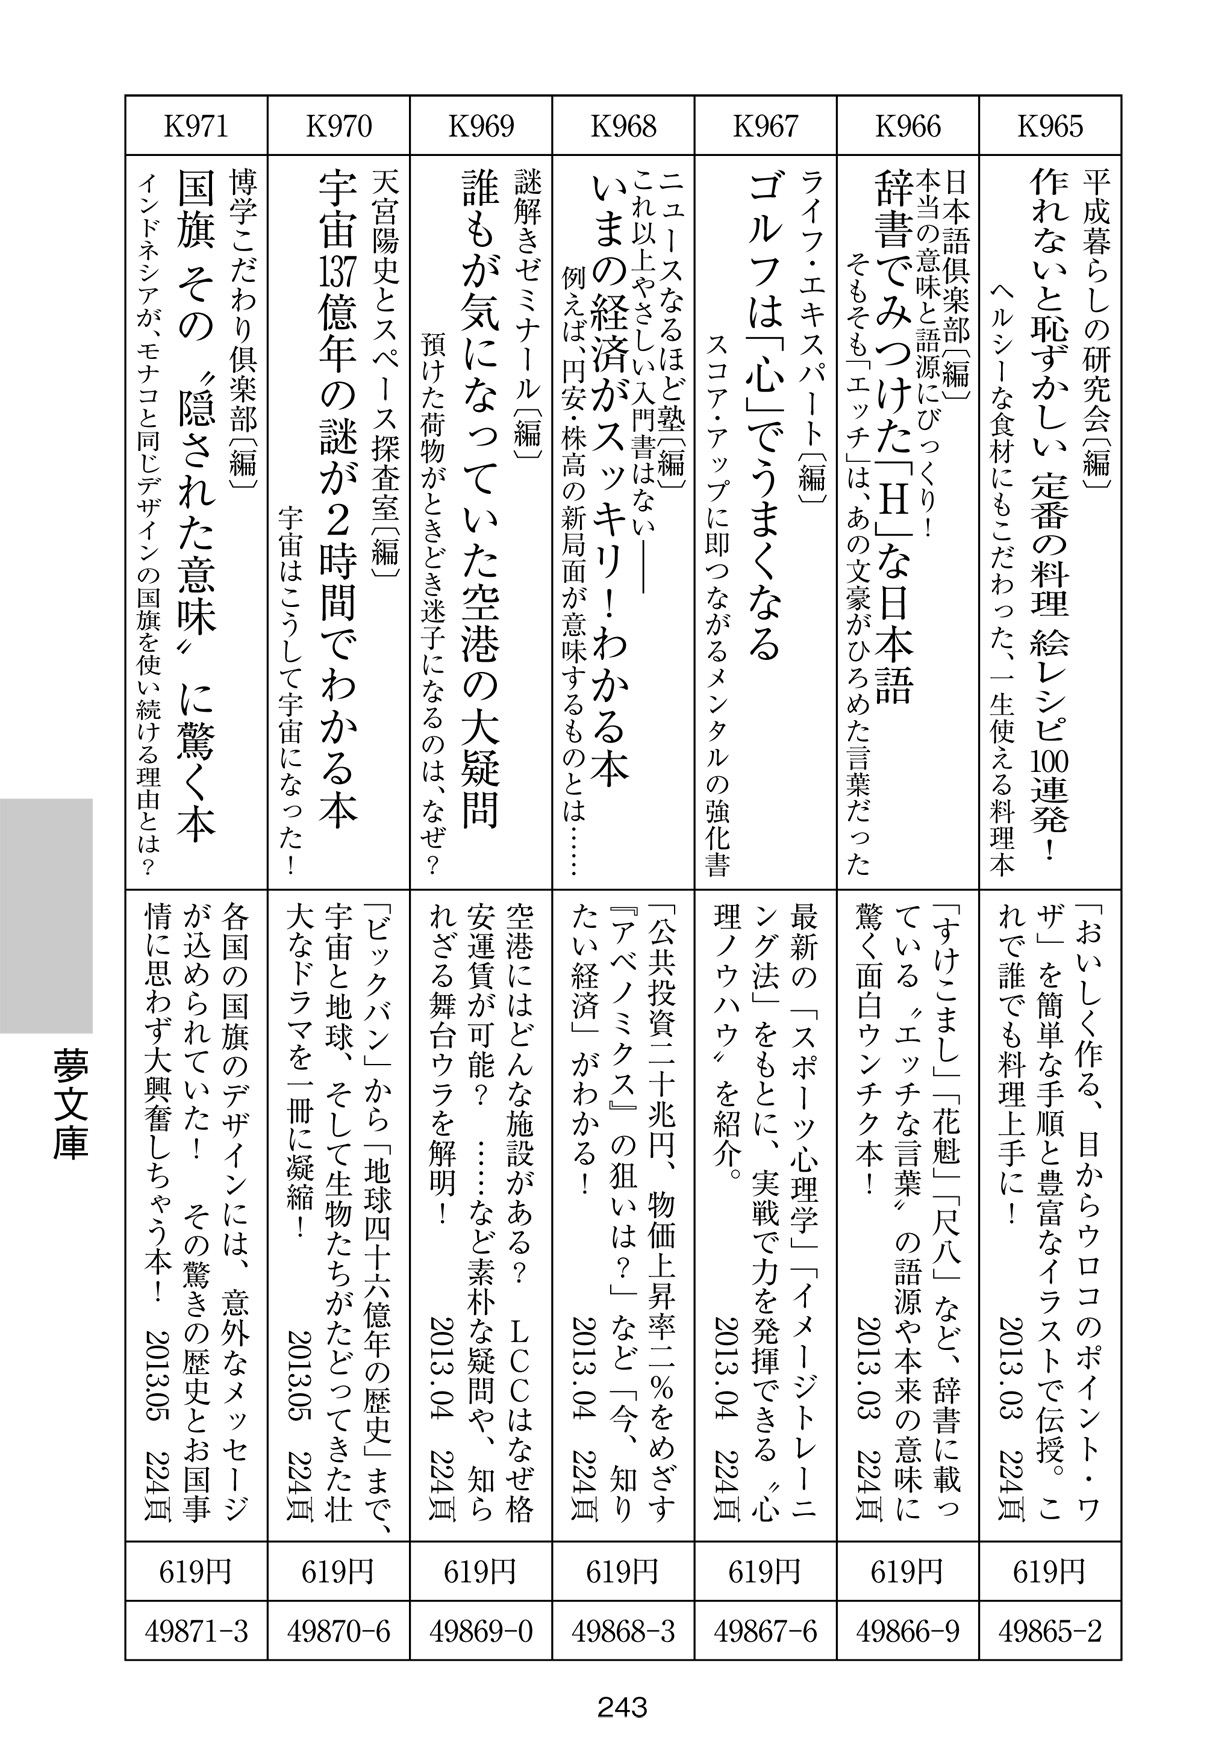 K965
平成暮らしの研究会〔編〕
作れないと恥ずかしい 定番の料理 絵レシピ100連発！
ヘルシーな食材にもこだわった、一生使える料理本
「おいしく作る、目からウロコのポイント・ワ
ザ」を簡単な手順と豊富なイラストで伝授。こ
れで誰でも料理上手に！　2013.03　224頁
619円
49865-2
K966
日本語倶楽部〔編〕
本当の意味と語源にびっくり！
辞書でみつけた「H」な日本語
そもそも「エッチ」は、あの文豪がひろめた言葉だった
「すけこまし」「花魁」「尺八」など、辞書に載っ
ている〝エッチな言葉〟の語源や本来の意味に
驚く面白ウンチク本！　2013.03　224頁
619円
49866-9
K967
ライフ・エキスパート〔編〕
ゴルフは「心」でうまくなる
スコア・アップに即つながるメンタルの強化書
最新の「スポーツ心理学」「イメージトレーニ
ング法」をもとに、実戦で力を発揮できる〝心
理ノウハウ〟を紹介。　2013.04　224頁
619円
49867-6
K968
ニュースなるほど塾〔編〕
これ以上やさしい入門書はない――
いまの経済がスッキリ！わかる本
例えば、円安・株高の新局面が意味するものとは……
「公共投資二十兆円、物価上昇率二％をめざす
『アベノミクス』の狙いは？」など「今、知り
たい経済」がわかる！　2013.04　224頁
619円
49868-3
K969
謎解きゼミナール〔編〕
誰もが気になっていた空港の大疑問
預けた荷物がときどき迷子になるのは、なぜ？
空港にはどんな施設がある？　LCCはなぜ格
安運賃が可能？　……など素朴な疑問や、知ら
れざる舞台ウラを解明！　2013.04　224頁
619円
49869-0
K970
天宮陽史とスペース探査室〔編〕
宇宙137億年の謎が2時間でわかる本
宇宙はこうして宇宙になった！
「ビックバン」から「地球四十六億年の歴史」まで、
宇宙と地球、そして生物たちがたどってきた壮
大なドラマを一冊に凝縮！　2013.05　224頁
619円
49870-6
K971
博学こだわり倶楽部〔編〕
国旗 その〝隠された意味〟に驚く本
インドネシアが、モナコと同じデザインの国旗を使い続ける理由とは？
各国の国旗のデザインには、意外なメッセージ
が込められていた！　その驚きの歴史とお国事
情に思わず大興奮しちゃう本！　2013.05　224頁
619円
49871-3
夢文庫
243